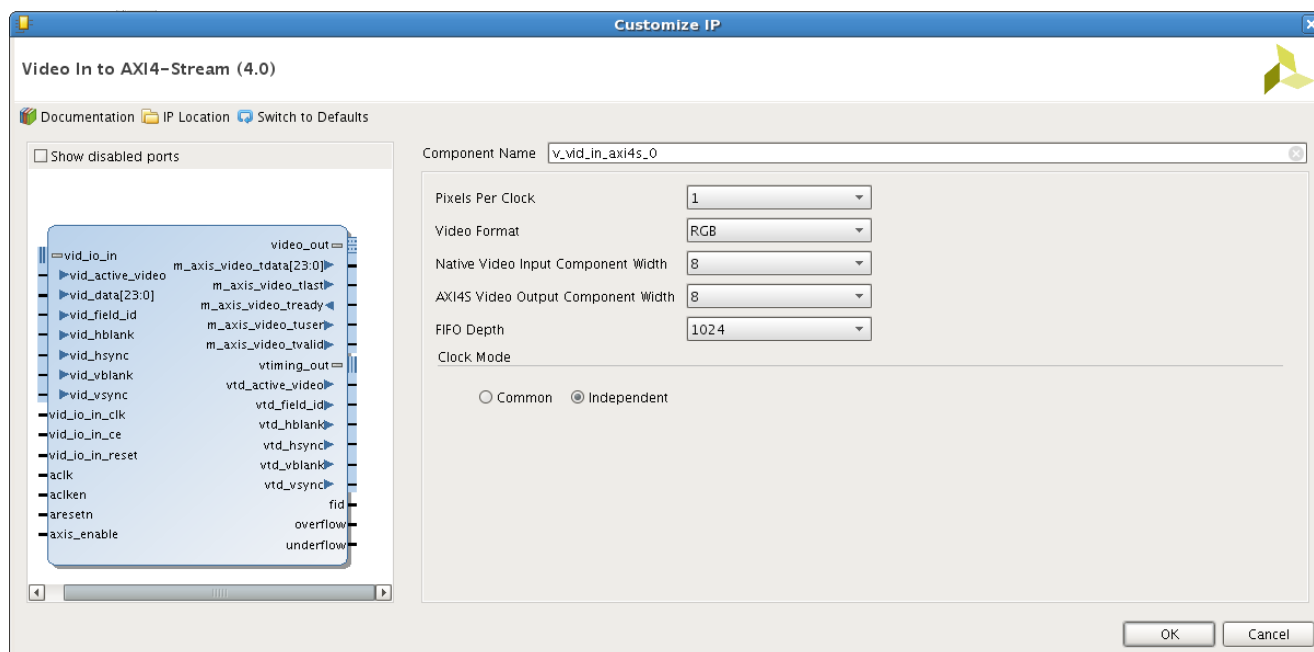 Customize IP
Video In to AXI4-Stream (4.0)
Documentation IP Location Switch to Defaults
Show disabled ports
video_out
vid_io_in
m_axis_video_tdata[23:0]
vid_active_video
m_axis_video_tlast
vid_data[23:0]
m_axis_video_tready
vid_field_id
m_axis_video_tuser
vid_hblank
m_axis_video_tvalid
vid_hsync
vtiming_out
vid_vblank
vtd_active_video
vid_vsync
vtd_field_id
vid_io_in_clk
vtd_hblank
vid_io_in_ce
vtd_hsync
vid_io_in_reset
vtd_vblank
aclk
vtd_vsync
aclken
fid
aresetn
overflow
axis_enable
underflow
Component Name v_vid_in_axi4s_0
Pixels Per Clock 1
Video Format RGB
Native Video Input Component Width 8
AXI4S Video Output Component Width 8
FIFO Depth 1024
Clock Mode
Common Independent
OK Cancel